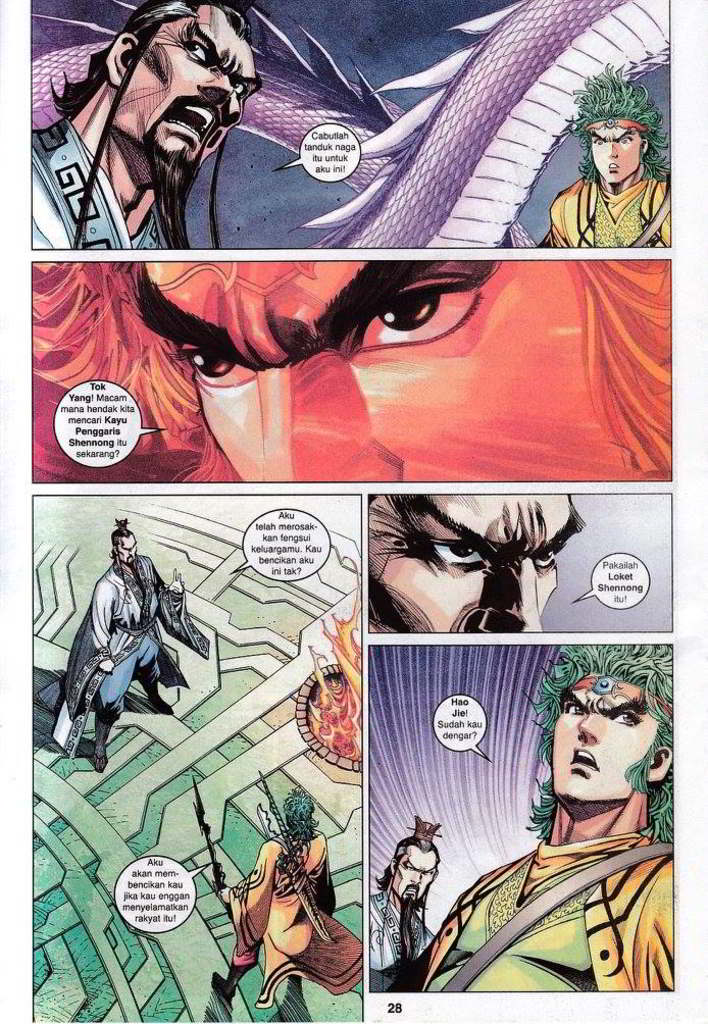 Cabutlah
tanduk naga
itu untuk
aku ini!
Tok
Yang! Macam
mana hendak kita
mencari Kayu
Penggaris
Shennong itu
sekarang?
Aku
telah merosak-
kan fengsui
keluargamu. Kau
bencikan aku
ini tak?
Pakailah
Loket
Shennong
itu!
Aku
akan mem-
bencikan kau
jika kau enggan
menyelamatkan
rakyat itu!
Hao
Jie!
Sudah kau
dengar?
28